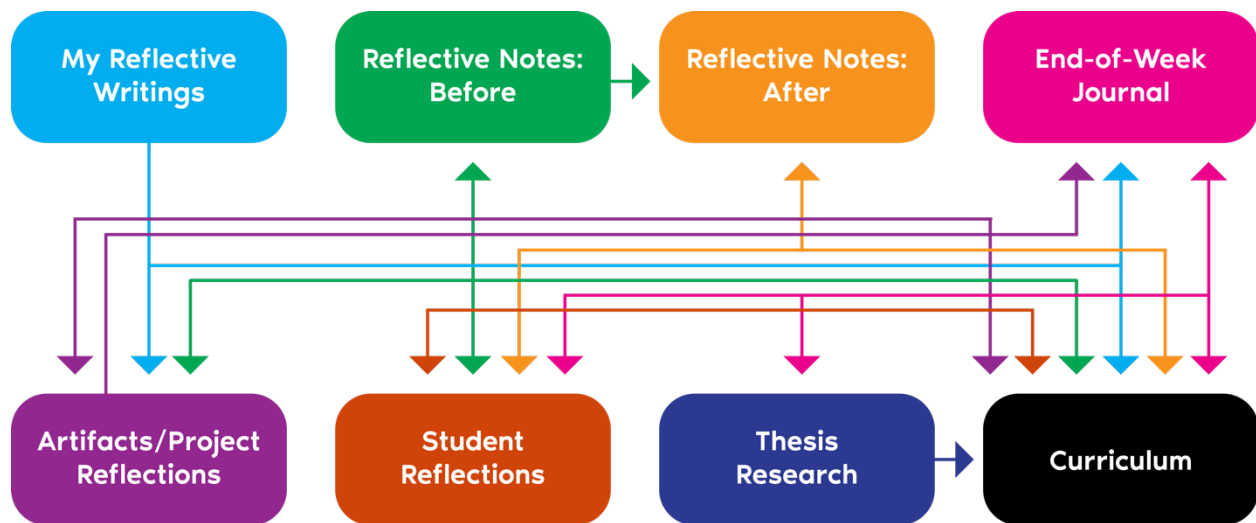 My Reflective
Writings
Reflective Notes:
Before
Reflective Notes:
After
End-of-Week
Journal
Artifacts/Project
Reflections
Student
Reflections
Thesis
Research
Curriculum